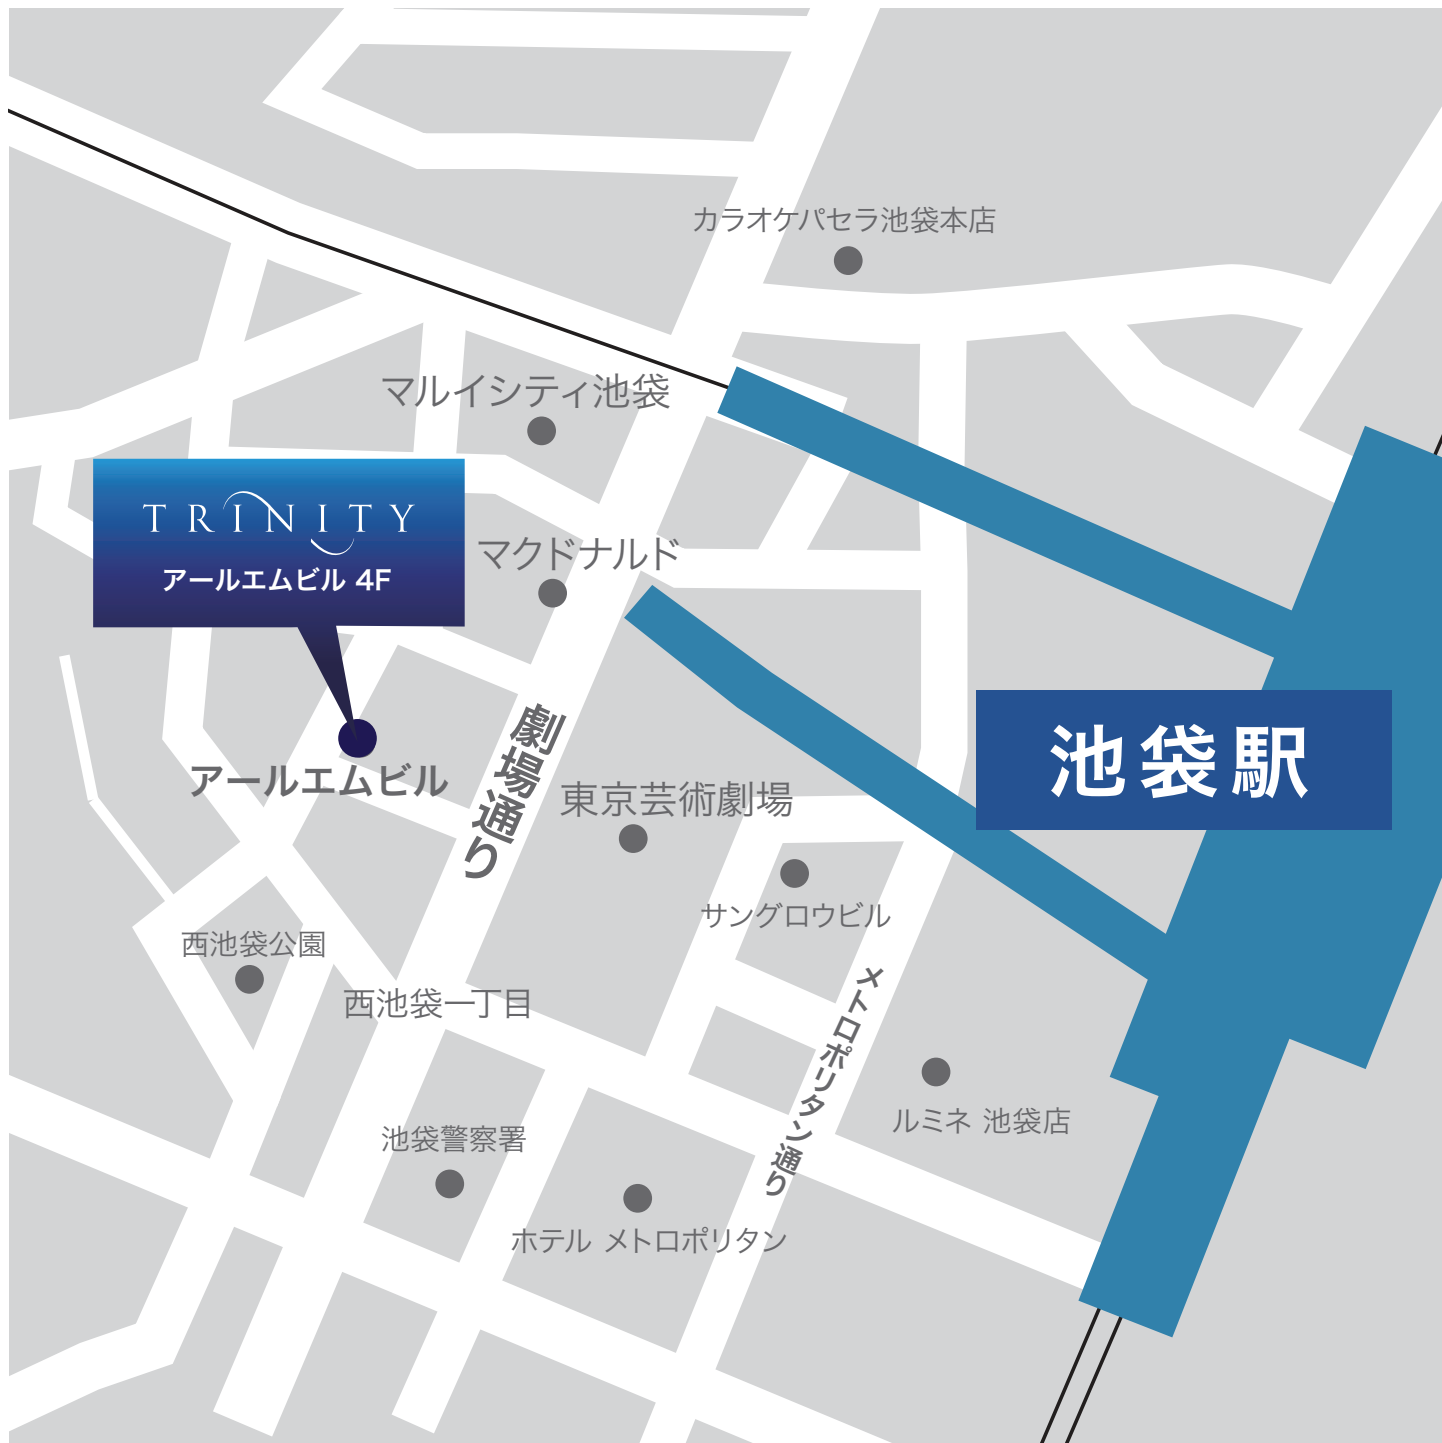 カラオケパセラ池袋本店
マルイシティ池袋
TRINITY
アールエムビル 4F
マクドナルド
劇場通り
池袋駅
アールエムビル
東京芸術劇場
サングロウビル
西池袋公園
西池袋一丁目
メトロポリタン通り
ルミネ 池袋店
池袋警察署
ホテル メトロポリタン